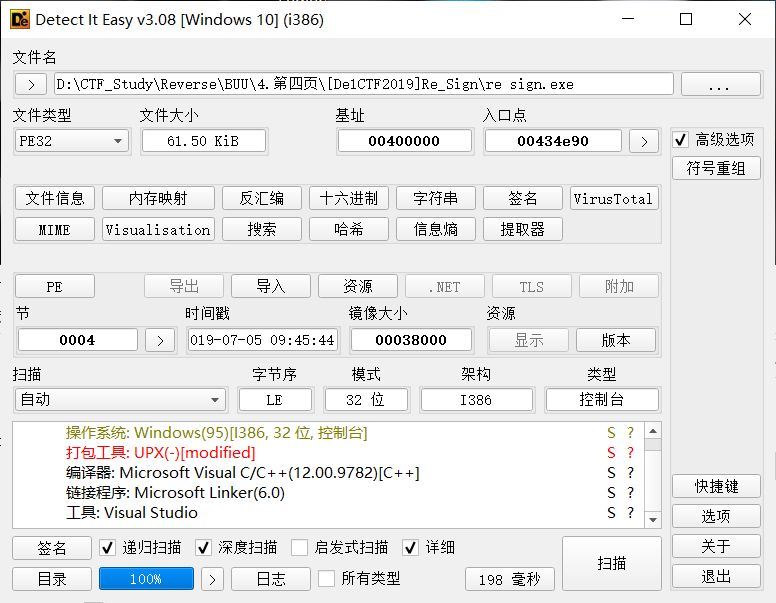 Detect It Easy v3.08 [Windows 10] (i386)
文件名
> D:\CTF_Study\Reverse\BUU\4.第四页\[De1CTF2019]Re_Sign\re sign.exe ...
文件类型 文件大小 基址 入口点
PE32 61.50 KiB 00400000 00434e90 > 高级选项
符号重组
文件信息 内存映射 反汇编 十六进制 字符串 签名 VirusTotal
MIME Visualisation 搜索 哈希 信息熵 提取器
PE 导出 导入 资源 .NET TLS 附加
节 时间戳 镜像大小 资源
0004 > 019-07-05 09:45:44 00038000 显示 版本
扫描 字节序 模式 架构 类型
自动 LE 32 位 I386 控制台
操作系统: Windows(95)[I386, 32 位, 控制台] S ?
打包工具: UPX(-)[modified] S ?
编译器: Microsoft Visual C/C++(12.00.9782)[C++] S ?
链接程序: Microsoft Linker(6.0) S ?
工具: Visual Studio S ?
快捷键
选项
签名 递归扫描 深度扫描 启发式扫描 详细 扫描 关于
目录 100% > 日志 所有类型 198 毫秒 退出